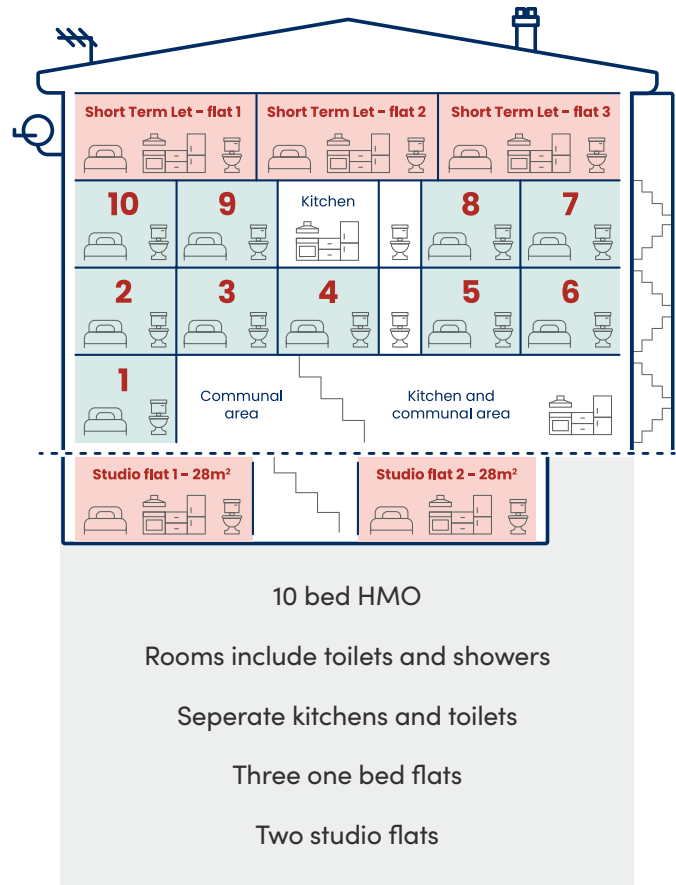 Short Term Let - flat 1
Short Term Let - flat 2
Short Term Let - flat 3
10
9
Kitchen
8
7
2
3
4
5
6
1
Communal
area
Kitchen and
communal area
Studio flat 1 - 28m²
Studio flat 2 - 28m²
10 bed HMO
Rooms include toilets and showers
Seperate kitchens and toilets
Three one bed flats
Two studio flats